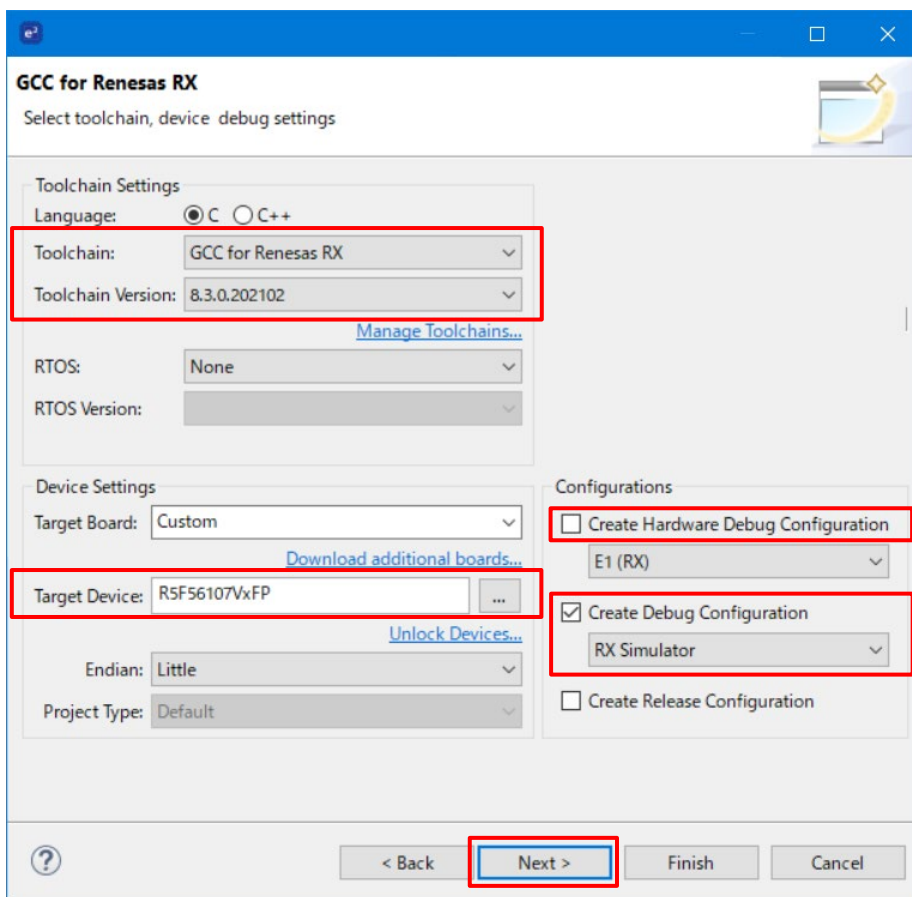 e²
GCC for Renesas RX
Select toolchain, device debug settings
Toolchain Settings
Language: C C++
Toolchain: GCC for Renesas RX
Toolchain Version: 8.3.0.202102
Manage Toolchains...
RTOS: None
RTOS Version:
Device Settings
Target Board: Custom
Download additional boards...
Target Device: R5F56107VxFP ...
Unlock Devices...
Endian: Little
Project Type: Default
Configurations
Create Hardware Debug Configuration
E1 (RX)
Create Debug Configuration
RX Simulator
Create Release Configuration
? < Back Next > Finish Cancel